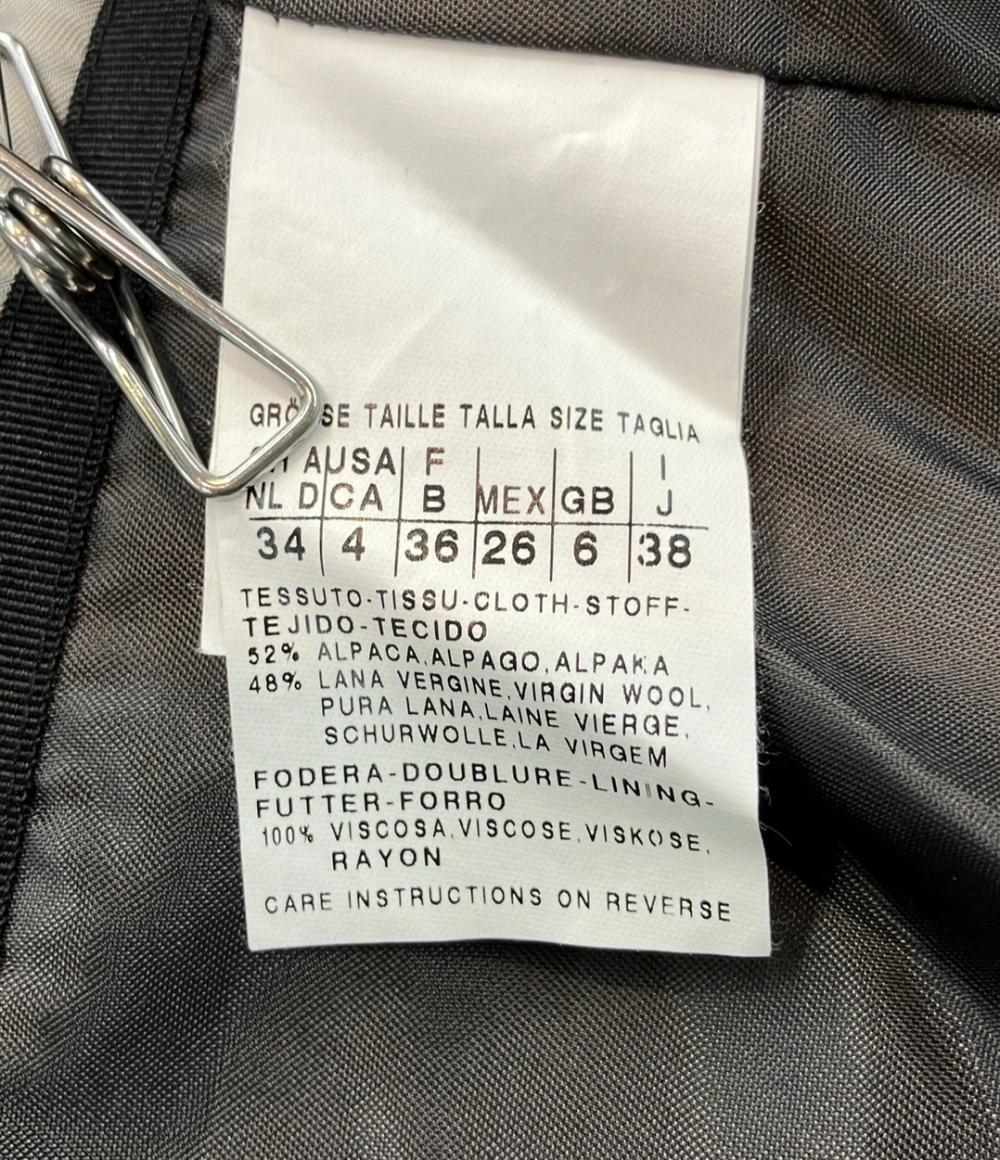 TAILLE TALLA SIZE TAGLIA
A USA F I
NL D CA B MEX GB J
34 4 36 26 6 38
TESSUTO-TISSU-CLOTH-STOFF-
TEJIDO-TECIDO
52% ALPACA,ALPAGO,ALPAKA
48% LANA VERGINE,VIRGIN WOOL,
PURA LANA,LAINE VIERGE,
SCHURWOLLE,LA VIRGEM
FODERA-DOUBLURE-LINING-
FUTTER-FORRO
100% VISCOSA,VISCOSE,VISKOSE,
RAYON
CARE INSTRUCTIONS ON REVERSE